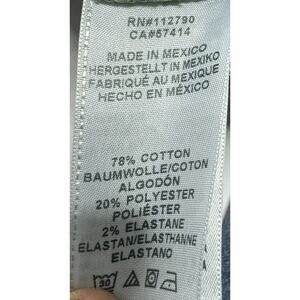 RN#112790
CA#57414
MADE IN MEXICO
HERGESTELLT IN MEXIKO
FABRIQUÉ AU MEXIQUE
HECHO EN MÉXICO
78% COTTON
BAUMWOLLE/COTON
ALGODÓN
20% POLYESTER
POLIÉSTER
2% ELASTANE
ELASTAN/ELASTHANNE
ELASTANO
30